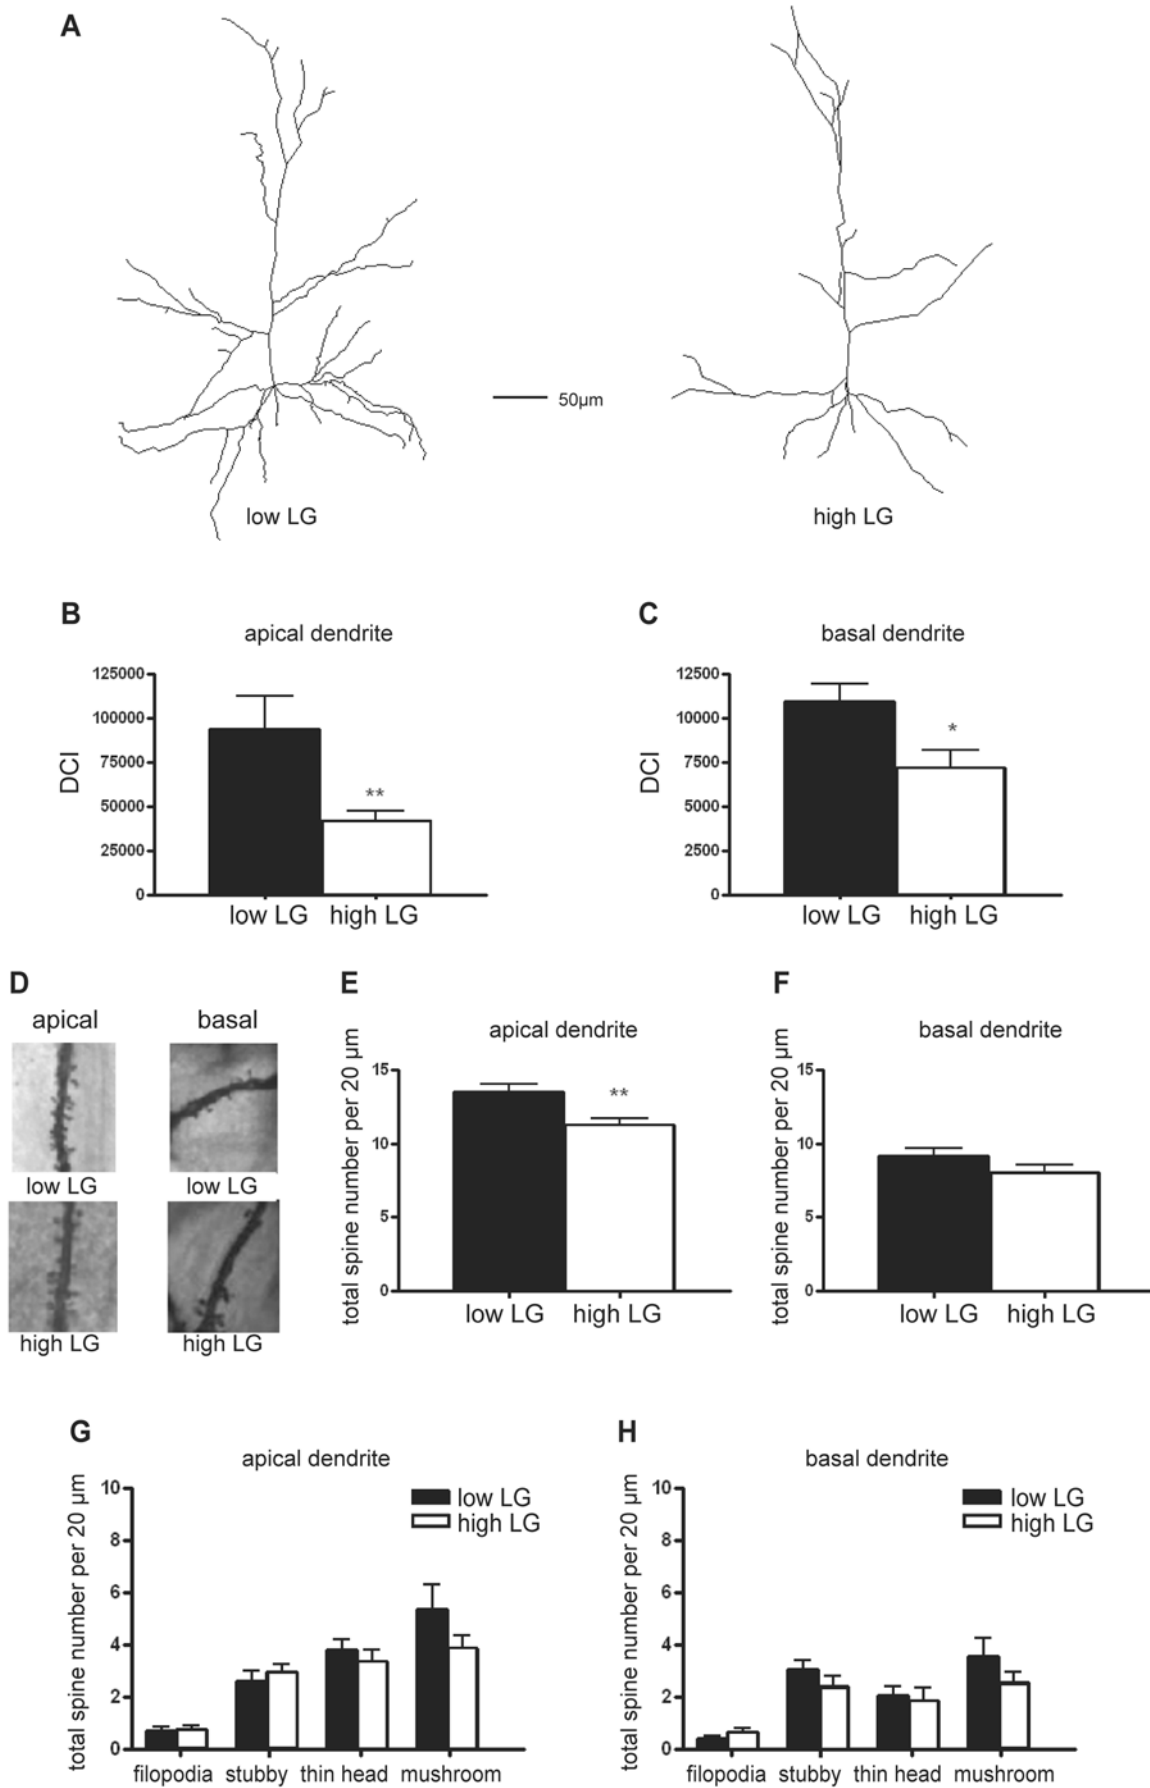 A
50µm
low LG
high LG
B
apical dendrite
DCI
125000
100000
75000
50000
25000
0
**
low LG
high LG
C
basal dendrite
DCI
12500
10000
7500
5000
2500
0
*
low LG
high LG
D
apical
basal
low LG
low LG
high LG
high LG
E
apical dendrite
total spine number per 20 µm
15
10
5
0
**
low LG
high LG
F
basal dendrite
total spine number per 20 µm
15
10
5
0
low LG
high LG
G
apical dendrite
total spine number per 20 µm
10
8
6
4
2
0
low LG
high LG
filopodia stubby thin head mushroom
H
basal dendrite
total spine number per 20 µm
10
8
6
4
2
0
low LG
high LG
filopodia stubby thin head mushroom